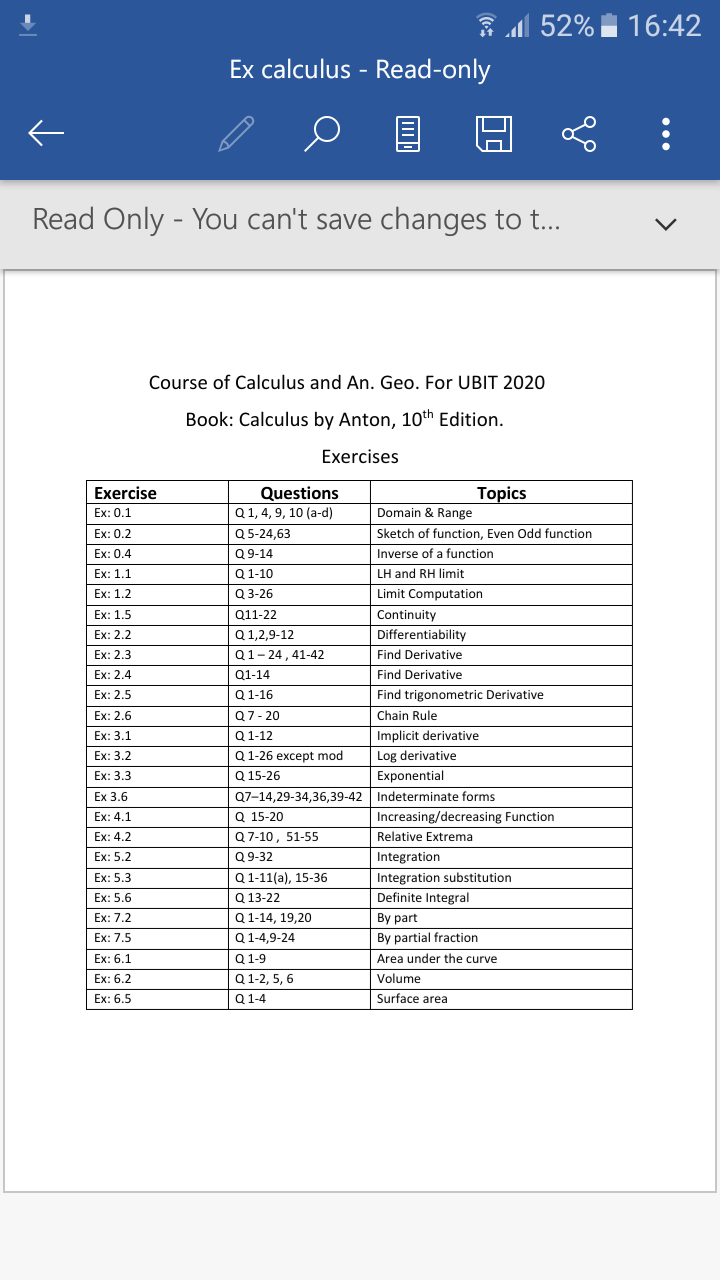 52% 16:42
Ex calculus - Read-only
Read Only - You can't save changes to t...
Course of Calculus and An. Geo. For UBIT 2020
Book: Calculus by Anton, 10th Edition.
Exercises
Exercise Questions Topics
Ex: 0.1 Q 1, 4, 9, 10 (a-d) Domain & Range
Ex: 0.2 Q 5-24,63 Sketch of function, Even Odd function
Ex: 0.4 Q 9-14 Inverse of a function
Ex: 1.1 Q 1-10 LH and RH limit
Ex: 1.2 Q 3-26 Limit Computation
Ex: 1.5 Q11-22 Continuity
Ex: 2.2 Q 1,2,9-12 Differentiability
Ex: 2.3 Q 1 – 24 , 41-42 Find Derivative
Ex: 2.4 Q1-14 Find Derivative
Ex: 2.5 Q 1-16 Find trigonometric Derivative
Ex: 2.6 Q 7 - 20 Chain Rule
Ex: 3.1 Q 1-12 Implicit derivative
Ex: 3.2 Q 1-26 except mod Log derivative
Ex: 3.3 Q 15-26 Exponential
Ex 3.6 Q7–14,29-34,36,39-42 Indeterminate forms
Ex: 4.1 Q 15-20 Increasing/decreasing Function
Ex: 4.2 Q 7-10 , 51-55 Relative Extrema
Ex: 5.2 Q 9-32 Integration
Ex: 5.3 Q 1-11(a), 15-36 Integration substitution
Ex: 5.6 Q 13-22 Definite Integral
Ex: 7.2 Q 1-14, 19,20 By part
Ex: 7.5 Q 1-4,9-24 By partial fraction
Ex: 6.1 Q 1-9 Area under the curve
Ex: 6.2 Q 1-2, 5, 6 Volume
Ex: 6.5 Q 1-4 Surface area